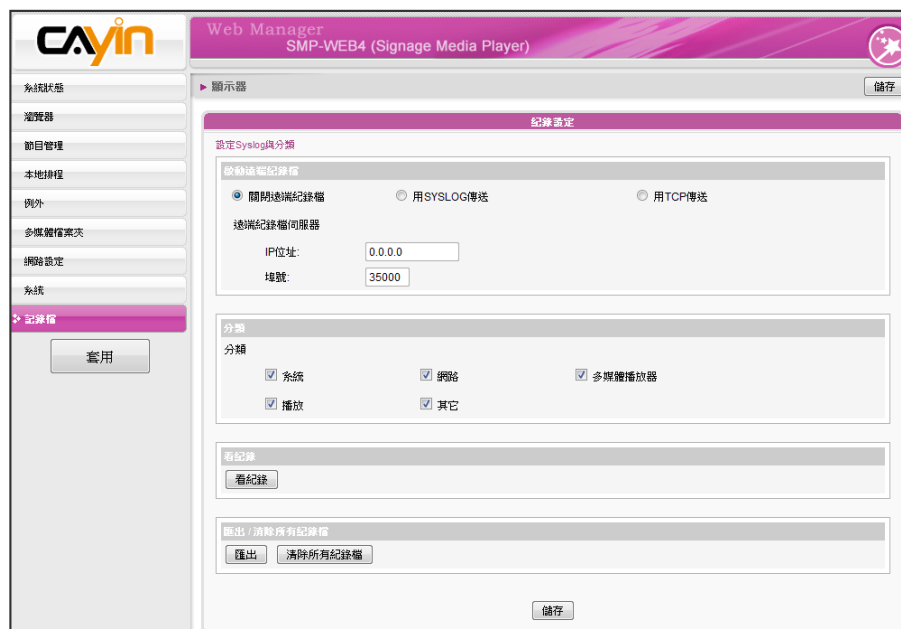 CAYIN
Web Manager
SMP-WEB4 (Signage Media Player)
系統狀態
瀏覽器
節目管理
本地排程
例外
多媒體檔案夾
網路設定
系統
記錄檔
套用
顯示器
儲存
紀錄設定
設定Syslog與分類
啟動遠端紀錄檔
關閉遠端紀錄檔
用SYSLOG傳送
用TCP傳送
遠端紀錄檔伺服器
IP位址:
0.0.0.0
埠號:
35000
分類
分類
系統
網路
多媒體播放器
播放
其它
看紀錄
看紀錄
匯出 / 清除所有紀錄檔
匯出
清除所有紀錄檔
儲存